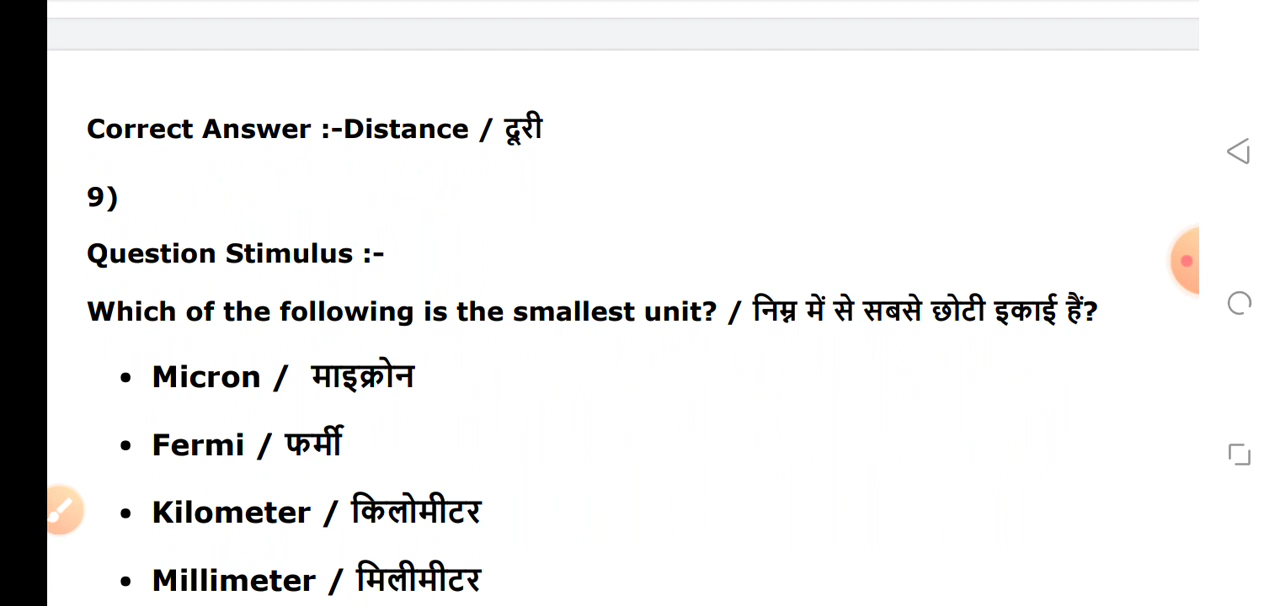 Correct Answer :-Distance / दूरी
9)
Question Stimulus :-
Which of the following is the smallest unit? / निम्न में से सबसे छोटी इकाई हैं?
• Micron / माइक्रोन
• Fermi / फर्मी
• Kilometer / किलोमीटर
• Millimeter / मिलीमीटर